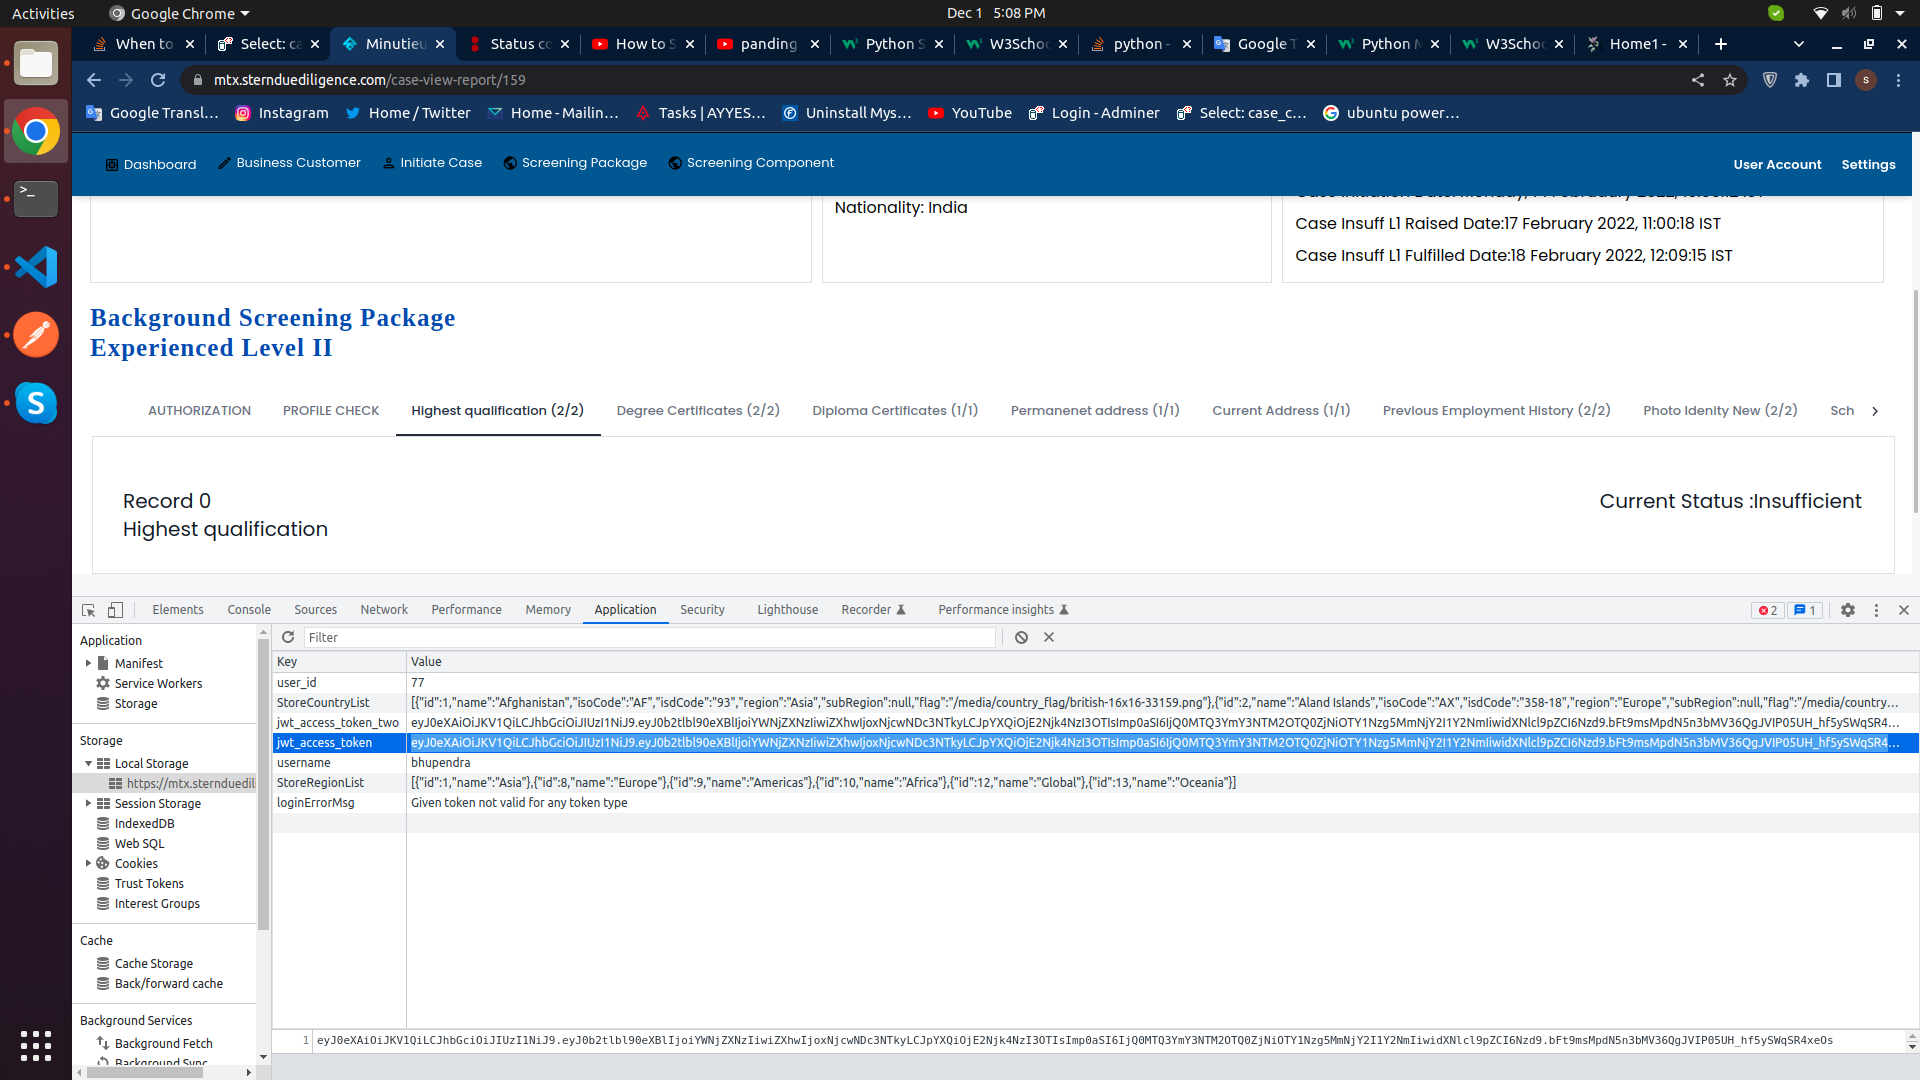 Activities
Google Chrome
Dec 1 5:08 PM
When to
Select: ca
Minutieu
Status co
How to S
panding
Python S
W3Schoo
python -
Google T
Python M
W3Schoo
Home1 -
mtx.sternduediligence.com/case-view-report/159
S
Google Transl…
Instagram
Home / Twitter
Home - Mailin…
Tasks | AYYES…
Uninstall Mys…
YouTube
Login - Adminer
Select: case_c…
ubuntu power…
Dashboard
Business Customer
Initiate Case
Screening Package
Screening Component
User Account
Settings
Nationality: India
Case Insuff L1 Raised Date:17 February 2022, 11:00:18 IST
Case Insuff L1 Fulfilled Date:18 February 2022, 12:09:15 IST
Background Screening Package
Experienced Level II
AUTHORIZATION
PROFILE CHECK
Highest qualification (2/2)
Degree Certificates (2/2)
Diploma Certificates (1/1)
Permanenet address (1/1)
Current Address (1/1)
Previous Employment History (2/2)
Photo Idenity New (2/2)
Sch
Record 0
Current Status :Insufficient
Highest qualification
Elements
Console
Sources
Network
Performance
Memory
Application
Security
Lighthouse
Recorder
Performance insights
2
1
Application
Manifest
Service Workers
Storage
Storage
Local Storage
https://mtx.sternduedili
Session Storage
IndexedDB
Web SQL
Cookies
Trust Tokens
Interest Groups
Cache
Cache Storage
Back/forward cache
Background Services
Background Fetch
Background Sync
Filter
Key
Value
user_id
77
StoreCountryList
[{"id":1,"name":"Afghanistan","isoCode":"AF","isdCode":"93","region":"Asia","subRegion":null,"flag":"/media/country_flag/british-16x16-33159.png"},{"id":2,"name":"Aland Islands","isoCode":"AX","isdCode":"358-18","region":"Europe","subRegion":null,"flag":"/media/country…
jwt_access_token_two
jwt_access_token
username
bhupendra
StoreRegionList
[{"id":1,"name":"Asia"},{"id":8,"name":"Europe"},{"id":9,"name":"Americas"},{"id":10,"name":"Africa"},{"id":12,"name":"Global"},{"id":13,"name":"Oceania"}]
loginErrorMsg
Given token not valid for any token type
1